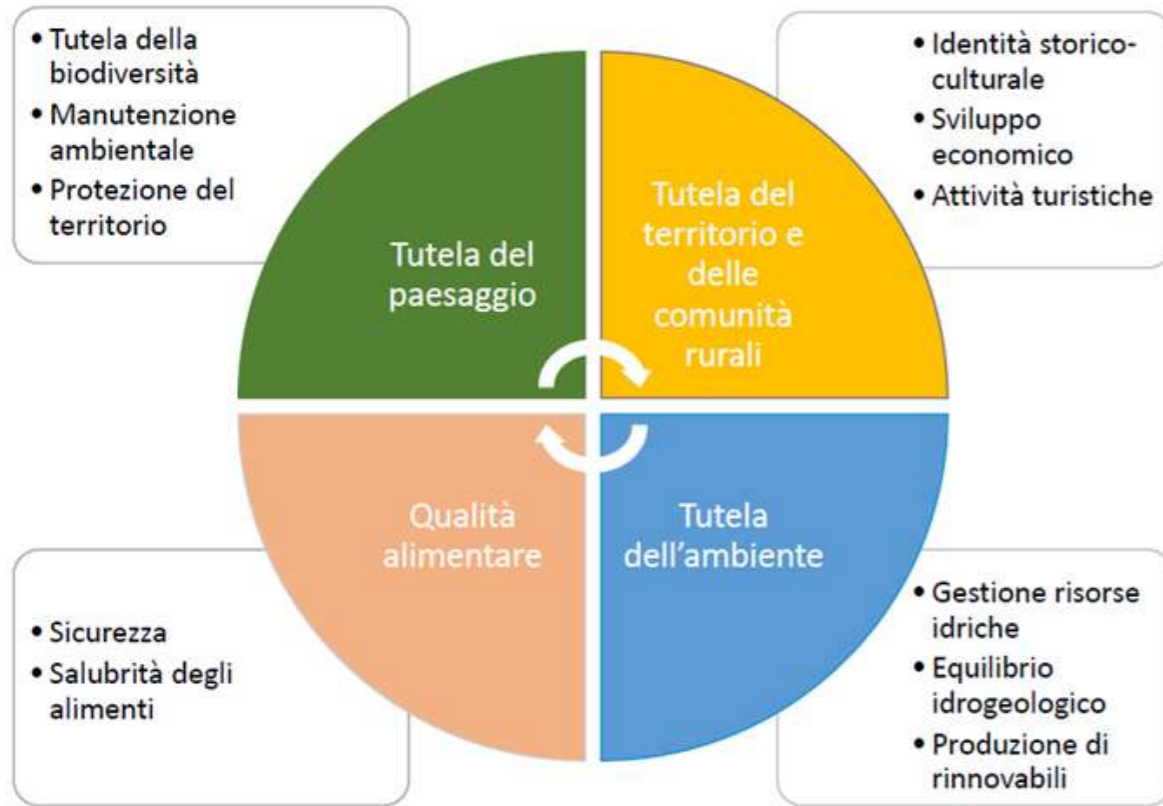 • Tutela della
biodiversità
• Manutenzione
ambientale
• Protezione del
territorio
Tutela del
paesaggio
• Identità storico-
culturale
• Sviluppo
economico
• Attività turistiche
Tutela del
territorio e
delle
comunità
rurali
• Sicurezza
• Salubrità degli
alimenti
Qualità
alimentare
Tutela
dell'ambiente
• Gestione risorse
idriche
• Equilibrio
idrogeologico
• Produzione di
rinnovabili